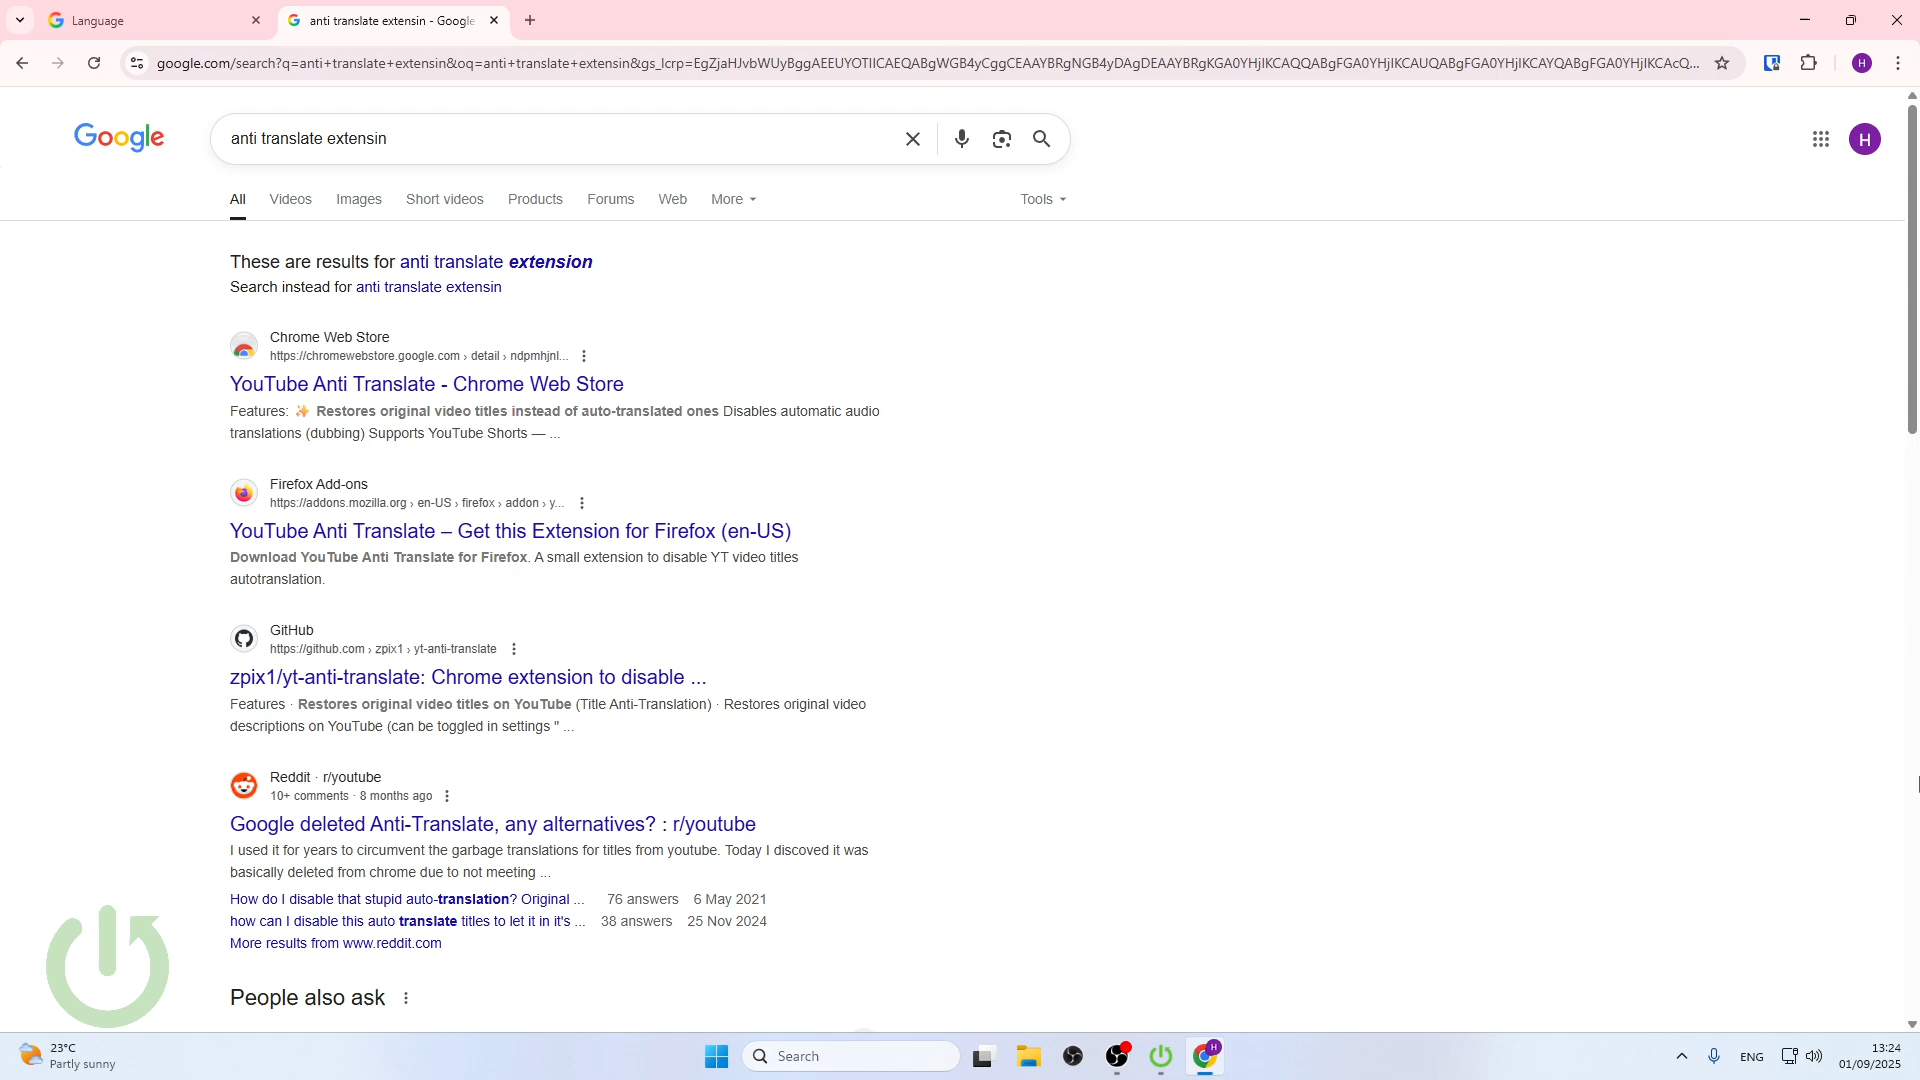 Language
anti translate extensin - Google
google.com/search?q=anti+translate+extensin&oq=anti+translate+extensin&gs_lcrp=
Google
anti translate extensin
H
H
All Videos Images Short videos Products Forums Web More Tools
These are results for anti translate extension
Search instead for anti translate extensin
Chrome Web Store
https://chromewebstore.google.com › detail › ndpmhjnl...
YouTube Anti Translate - Chrome Web Store
Features: ✨ Restores original video titles instead of auto-translated ones Disables automatic audio
translations (dubbing) Supports YouTube Shorts — ...
Firefox Add-ons
https://addons.mozilla.org › en-US › firefox › addon › y...
YouTube Anti Translate – Get this Extension for Firefox (en-US)
Download YouTube Anti Translate for Firefox. A small extension to disable YT video titles
autotranslation.
GitHub
https://github.com › zpix1 › yt-anti-translate
zpix1/yt-anti-translate: Chrome extension to disable ...
Features · Restores original video titles on YouTube (Title Anti-Translation) · Restores original video
descriptions on YouTube (can be toggled in settings " ...
Reddit · r/youtube
10+ comments · 8 months ago
Google deleted Anti-Translate, any alternatives? : r/youtube
I used it for years to circumvent the garbage translations for titles from youtube. Today I discovered it was
basically deleted from chrome due to not meeting ...
How do I disable that stupid auto-translation? Original ... 76 answers 6 May 2021
how can I disable this auto translate titles to let it in it's ... 38 answers 25 Nov 2024
More results from www.reddit.com
People also ask
23°C
Partly sunny
Search
H
ENG
13:24
01/09/2025